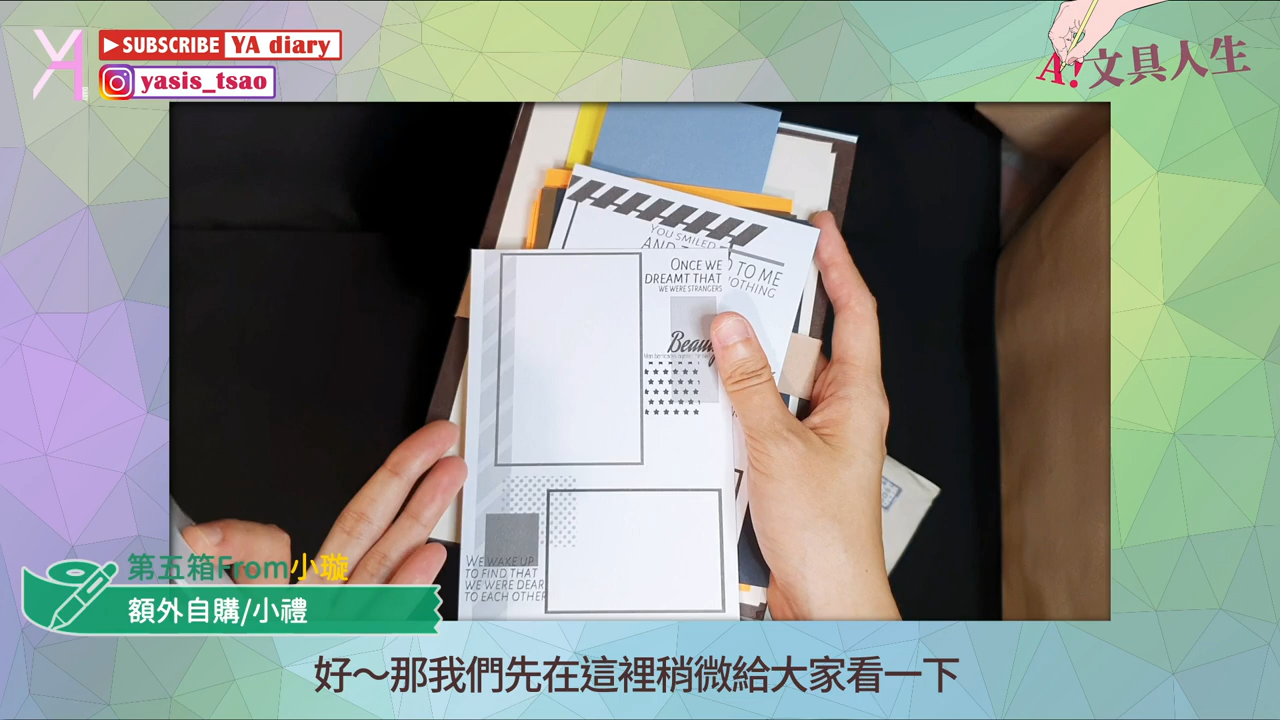 YA
SUBSCRIBE YA diary
yasis_tsao
A!文具人生
YOU SMILED
TO ME
NOTHING
ONCE WE
DREAMT THAT
WE WERE STRANGERS
WE WAKE UP
TO FIND THAT
WE WERE DEAR
TO EACH OTHER
第五箱From小璇
額外自購/小禮
好～那我們先在這裡稍微給大家看一下